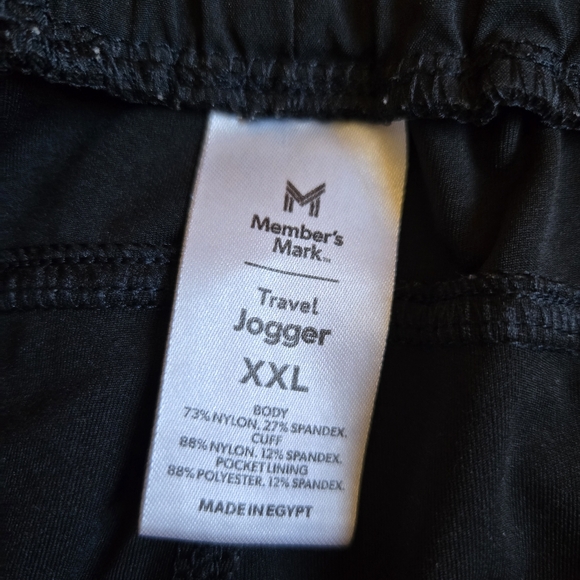 M
Member's
Mark™
Travel
Jogger
XXL
BODY
73% NYLON. 27% SPANDEX.
CUFF
88% NYLON. 12% SPANDEX.
POCKET LINING
88% POLYESTER. 12% SPANDEX.
MADE IN EGYPT